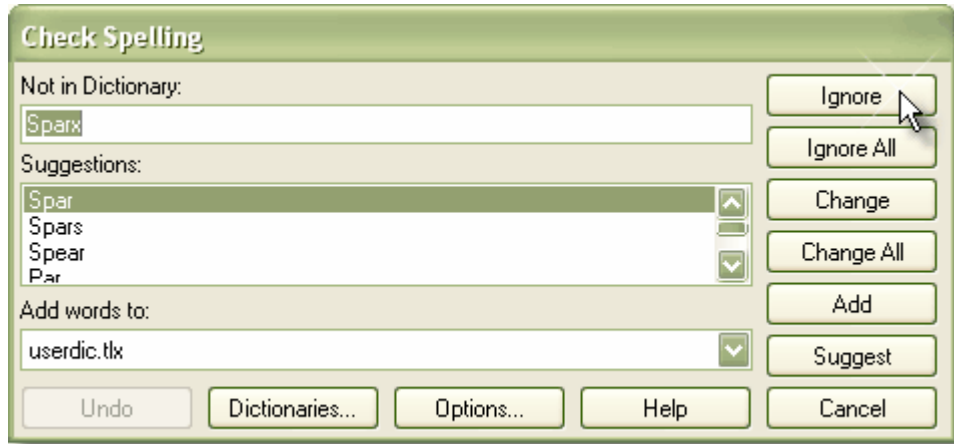 Check Spelling
Not in Dictionary:
Sparx
Suggestions:
Spar
Spars
Spear
Par
Add words to:
userdic.tlx
Ignore
Ignore All
Change
Change All
Add
Suggest
Undo Dictionaries... Options... Help Cancel